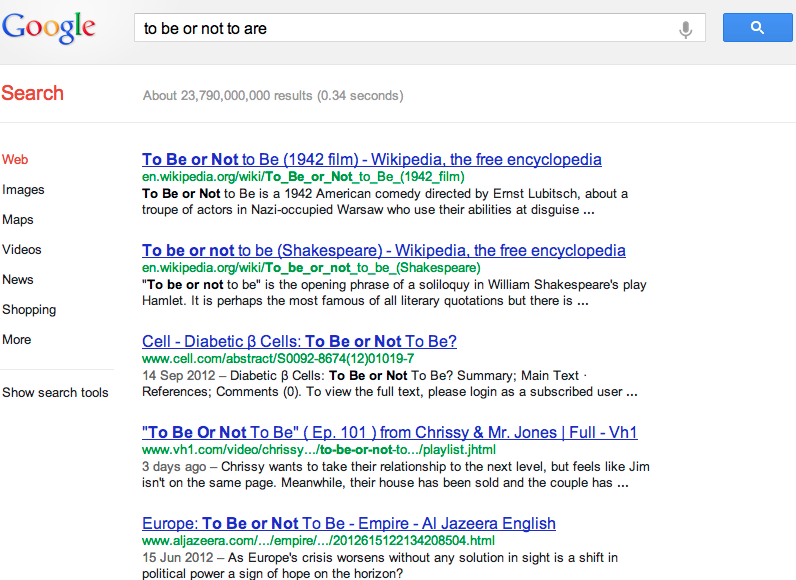 Google
to be or not to are
Search
About 23,790,000,000 results (0.34 seconds)
Web
Images
Maps
Videos
News
Shopping
More
Show search tools
To Be or Not to Be (1942 film) - Wikipedia, the free encyclopedia
en.wikipedia.org/wiki/To_Be_or_Not_to_Be_(1942_film)
To Be or Not to Be is a 1942 American comedy directed by Ernst Lubitsch, about a
troupe of actors in Nazi-occupied Warsaw who use their abilities at disguise ...
To be or not to be (Shakespeare) - Wikipedia, the free encyclopedia
en.wikipedia.org/wiki/To_be_or_not_to_be_(Shakespeare)
"To be or not to be" is the opening phrase of a soliloquy in William Shakespeare's play
Hamlet. It is perhaps the most famous of all literary quotations but there is ...
Cell - Diabetic β Cells: To Be or Not To Be?
www.cell.com/abstract/S0092-8674(12)01019-7
14 Sep 2012 – Diabetic β Cells: To Be or Not To Be? Summary; Main Text ·
References; Comments (0). To view the full text, please login as a subscribed user ...
"To Be Or Not To Be" ( Ep. 101 ) from Chrissy & Mr. Jones | Full - Vh1
www.vh1.com/video/chrissy.../to-be-or-not-to.../playlist.jhtml
3 days ago – Chrissy wants to take their relationship to the next level, but feels like Jim
isn't on the same page. Meanwhile, their house has been sold and the couple has ...
Europe: To Be or Not To Be - Empire - Al Jazeera English
www.aljazeera.com/.../empire/.../2012615122134208504.html
15 Jun 2012 – As Europe's crisis worsens without any solution in sight is a shift in
political power a sign of hope on the horizon?